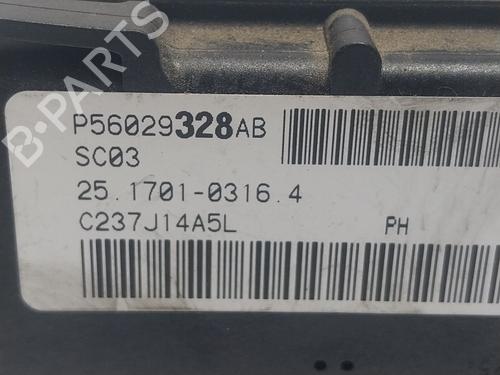 B-PARTS
P56029328AB
SC03
25.1701-0316.4
C237J14A5L PH